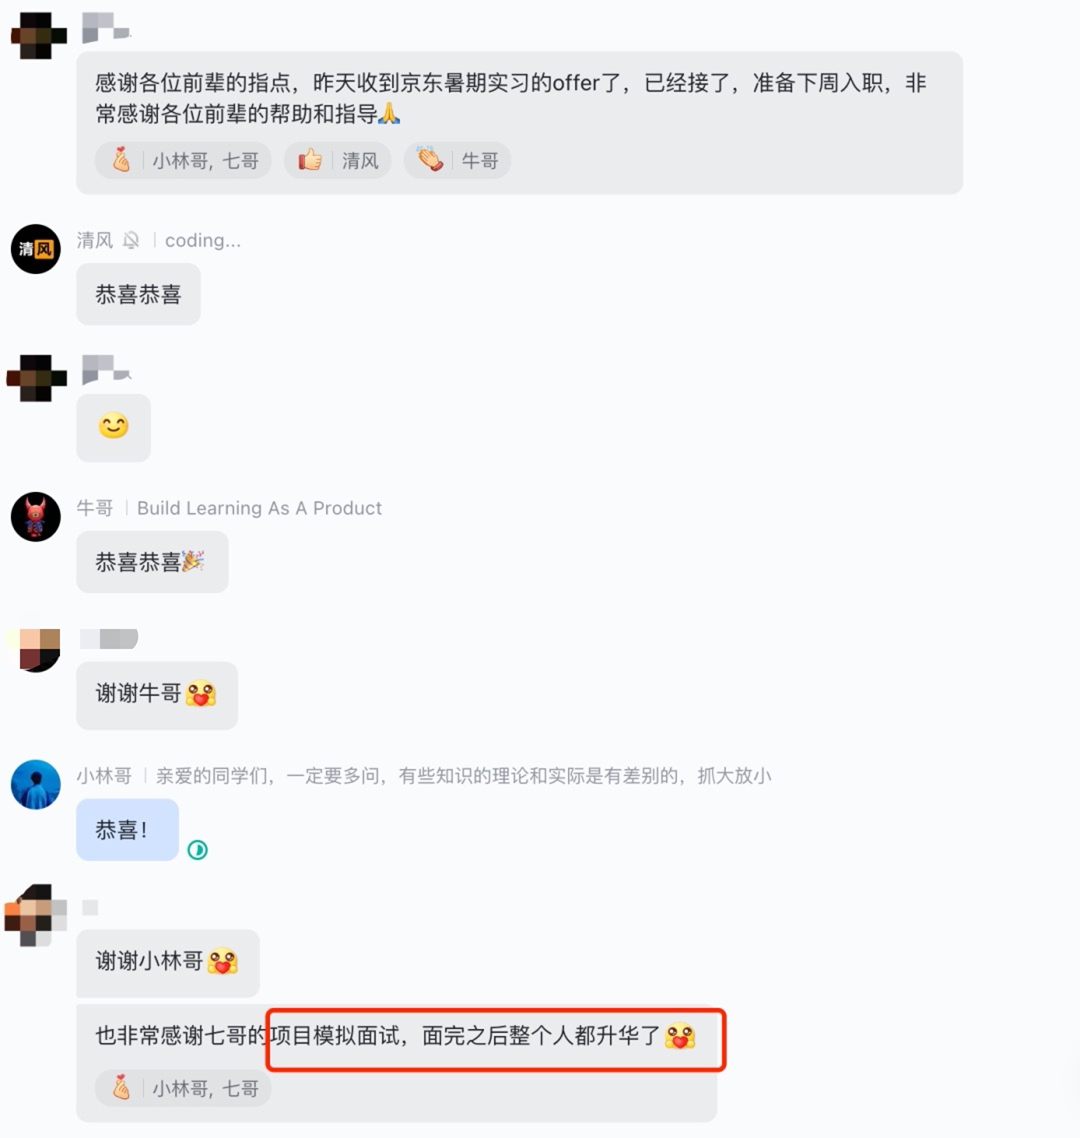 感谢各位前辈的指点，昨天收到京东暑期实习的offer了，已经接了，准备下周入职，非
常感谢各位前辈的帮助和指导🙏
小林哥, 七哥 清风 牛哥
清风 coding...
清风
恭喜恭喜
😊
牛哥 Build Learning As A Product
恭喜恭喜🎉
谢谢牛哥
小林哥 亲爱的同学们，一定要多问，有些知识的理论和实际是有差别的，抓大放小
恭喜！
谢谢小林哥
也非常感谢七哥的项目模拟面试，面完之后整个人都升华了
小林哥, 七哥